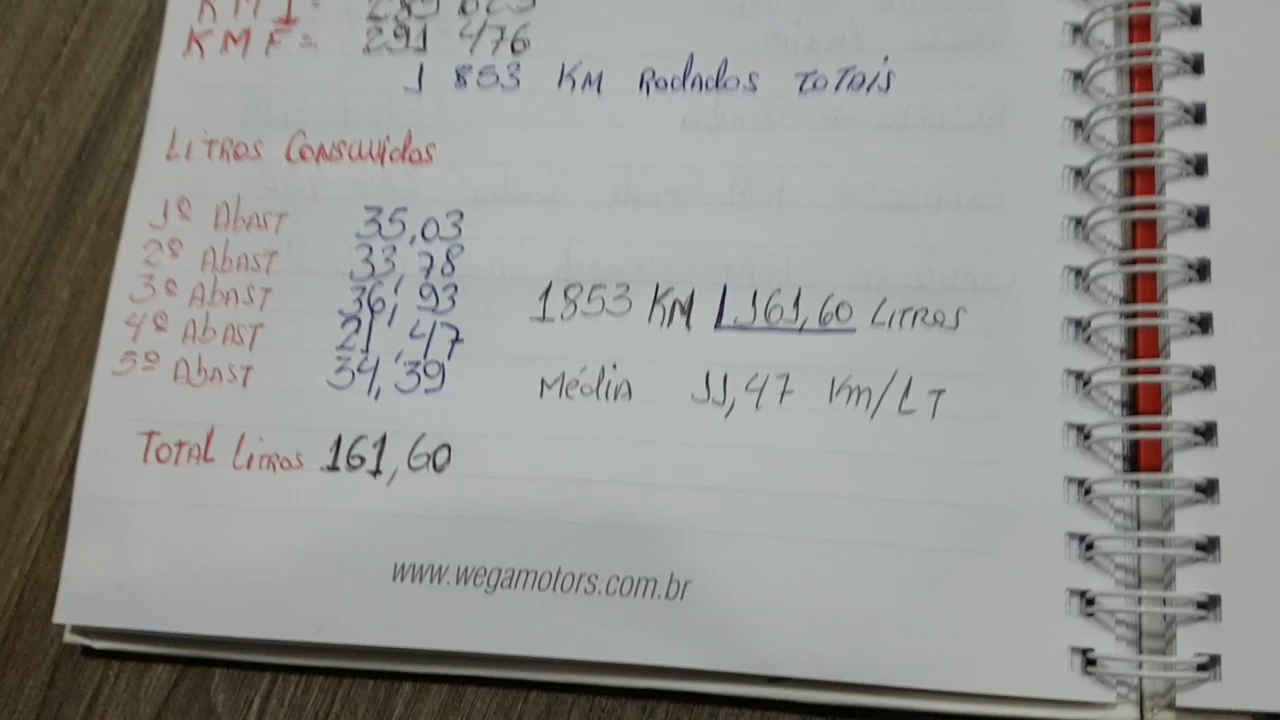 KMI=
KMF= 291 476
1 853 KM Rodados TOTAIS
LITROS Consumidos
1º Abast 35,03
2º Abast 33,78
3º Abast 36,93
4º Abast 21,47
5º Abast 34,39
1853 KM 161,60 LITROS
Média 11,47 Km/LT
TOTAL LITROS 161,60
www.wegamotors.com.br